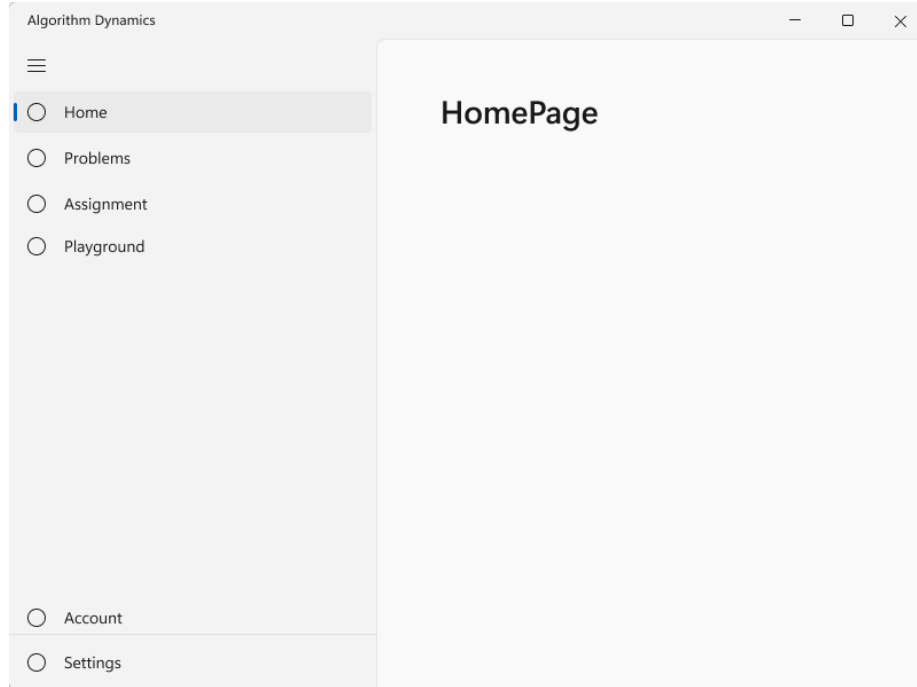 Algorithm Dynamics
Home
Problems
Assignment
Playground
Account
Settings
HomePage